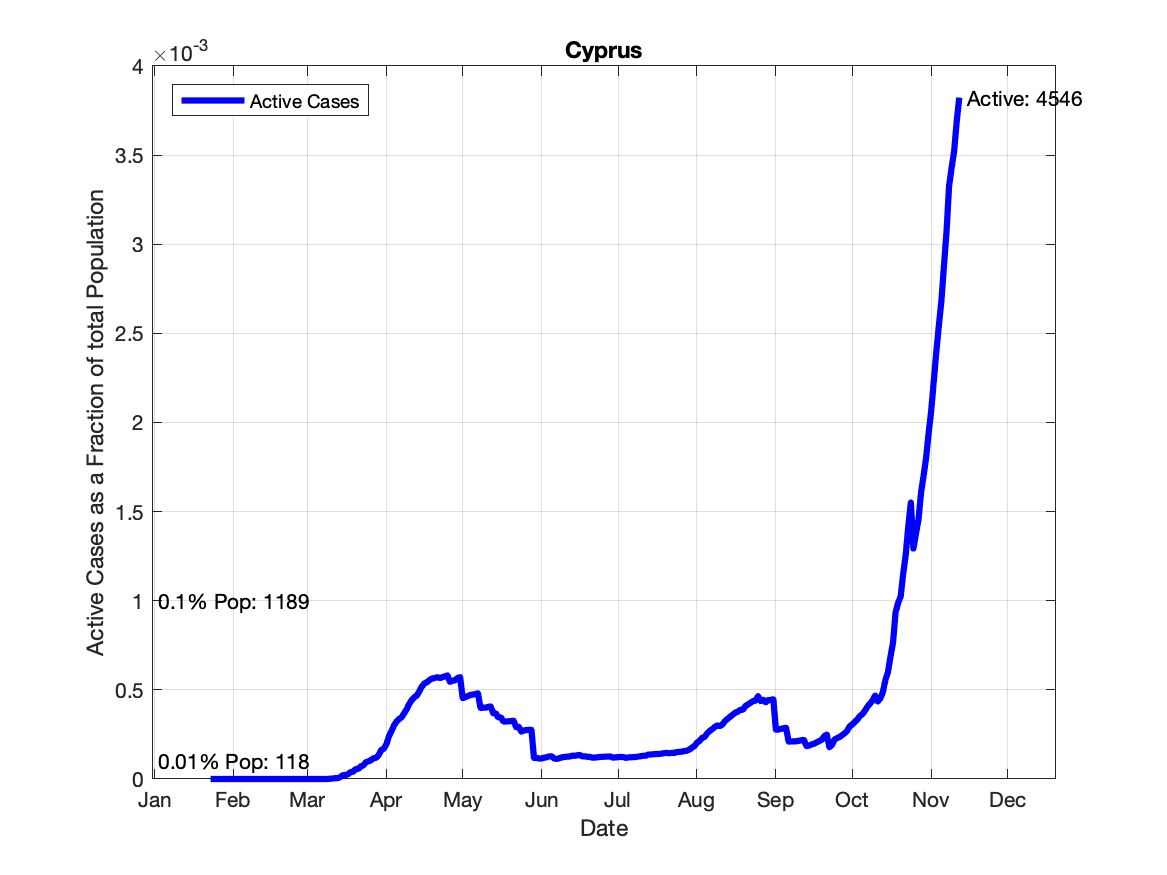 Cyprus
×10-3
4
3.5
3
2.5
2
1.5
1
0.5
0
Active Cases as a Fraction of total Population
Active Cases
Active: 4546
0.1% Pop: 1189
0.01% Pop: 118
Jan Feb Mar Apr May Jun Jul Aug Sep Oct Nov Dec
Date